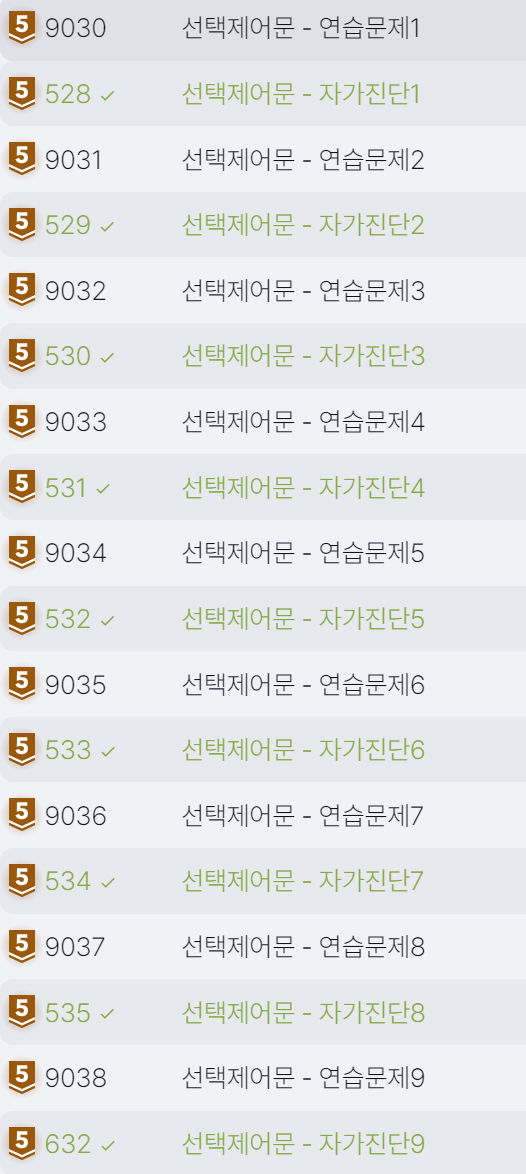 5 9030 선택제어문 - 연습문제1
5 528 ✓ 선택제어문 - 자가진단1
5 9031 선택제어문 - 연습문제2
5 529 ✓ 선택제어문 - 자가진단2
5 9032 선택제어문 - 연습문제3
5 530 ✓ 선택제어문 - 자가진단3
5 9033 선택제어문 - 연습문제4
5 531 ✓ 선택제어문 - 자가진단4
5 9034 선택제어문 - 연습문제5
5 532 ✓ 선택제어문 - 자가진단5
5 9035 선택제어문 - 연습문제6
5 533 ✓ 선택제어문 - 자가진단6
5 9036 선택제어문 - 연습문제7
5 534 ✓ 선택제어문 - 자가진단7
5 9037 선택제어문 - 연습문제8
5 535 ✓ 선택제어문 - 자가진단8
5 9038 선택제어문 - 연습문제9
5 632 ✓ 선택제어문 - 자가진단9